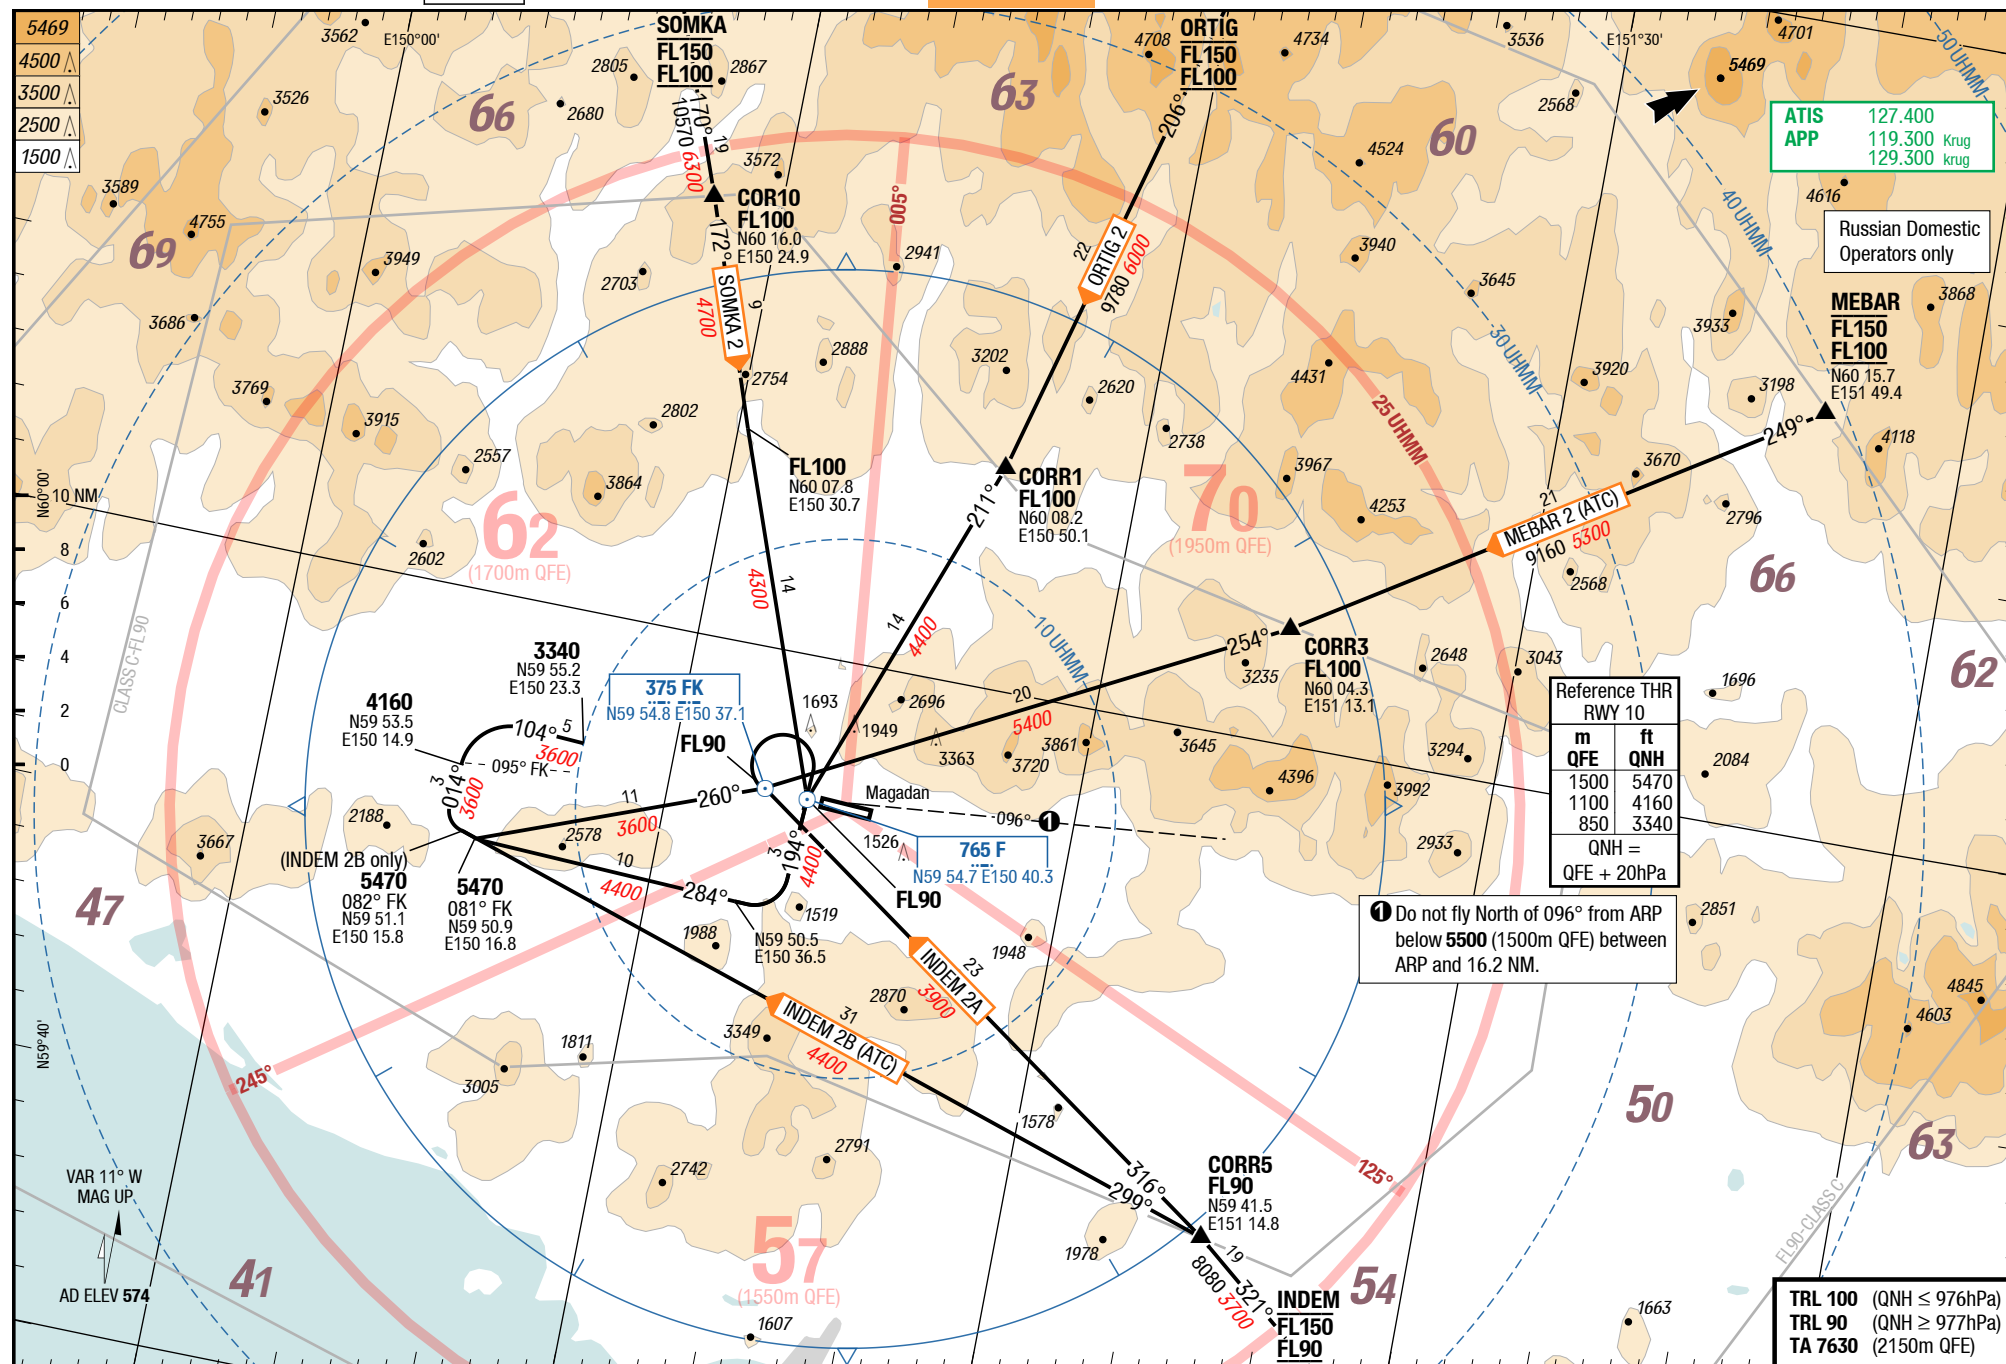 5469
4500
3500
2500
1500
3562
E150°00'
SOMKA
FL150
FL100
2805
2867
2680
3526
66
170°
19
10570
6300
3572
63
ORTIG
FL150
FL100
4708
4734
206°
3536
E151°30'
4701
5469
50 UHMM
2568
60
4524
ATIS 127.400
APP 119.300 Krug
129.300 krug
4616
40 UHMM
Russian Domestic
Operators only
3589
4755
69
3949
3686
2703
COR10
FL100
N60 16.0
E150 24.9
172°
SOMKA 2
9
4700
005°
2941
22
ORTIG 2
9780 6000
3940
3645
MEBAR
FL150
FL100
N60 15.7
E151 49.4
3868
3933
30 UHMM
3920
3198
249°
4118
3769
3915
2557
2802
2888
2754
3202
2620
4431
25 UHMM
2738
3967
4253
3670
2796
21
MEBAR 2 (ATC)
9160 5300
2568
66
N60°00'
10 NM
8
6
4
2
0
3864
2602
62
(1700m QFE)
FL100
N60 07.8
E150 30.7
211°
CORR1
FL100
N60 08.2
E150 50.1
70
(1950m QFE)
14
4300
14
4400
10 UHMM
254°
CORR3
FL100
N60 04.3
E151 13.1
3235
2648
3043
62
1696
2084
CLASS C-FL90
3340
N59 55.2
E150 23.3
4160
N59 53.5
E150 14.9
104° 5
3600
095° FK
3
014°
3600
375 FK
N59 54.8 E150 37.1
FL90
1693
1949
2696
3363
3720
3861
20
5400
3645
4396
3992
3294
2933
Reference THR
RWY 10
m ft
QFE QNH
1500 5470
1100 4160
850 3340
QNH =
QFE + 20hPa
2188
3667
11
260°
3600
2578
10
4400
284°
3
194°
4400
Magadan
096° 1
1526
765 F
N59 54.7 E150 40.3
FL90
(INDEM 2B only)
5470
082° FK
N59 51.1
E150 15.8
5470
081° FK
N59 50.9
E150 16.8
47
1519
1988
N59 50.5
E150 36.5
1948
1 Do not fly North of 096° from ARP
below 5500 (1500m QFE) between
ARP and 16.2 NM.
2851
4845
4603
INDEM 2A
23
3900
2870
3349
31
INDEM 2B (ATC)
4400
N59°40'
245°
1811
3005
1578
50
63
VAR 11° W
MAG UP
AD ELEV 574
41
2742
2791
57
(1550m QFE)
1607
316°
299°
125°
CORR5
FL90
N59 41.5
E151 14.8
1978
19
8080 3700
321°
INDEM
FL150
FL90
54
FL90-CLASS C
1663
TRL 100 (QNH ≤ 976hPa)
TRL 90 (QNH ≥ 977hPa)
TA 7630 (2150m QFE)